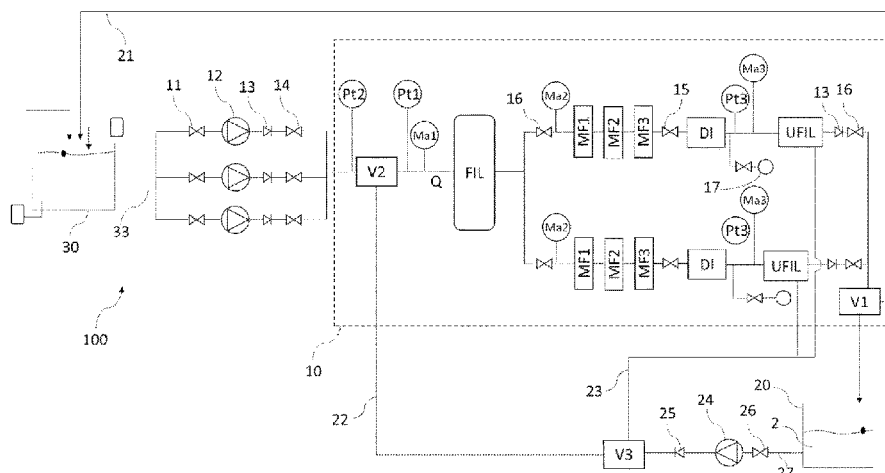 21
11
12
13
14
Pt2
Pt1
Ma1
V2
Q
FIL
16
Ma2
MF1
MF2
MF3
15
DI
Pt3
Ma3
UFIL
13
16
17
30
33
Ma2
MF1
MF2
MF3
DI
Pt3
Ma3
UFIL
V1
100
10
22
23
20
2
25
24
26
V3
27